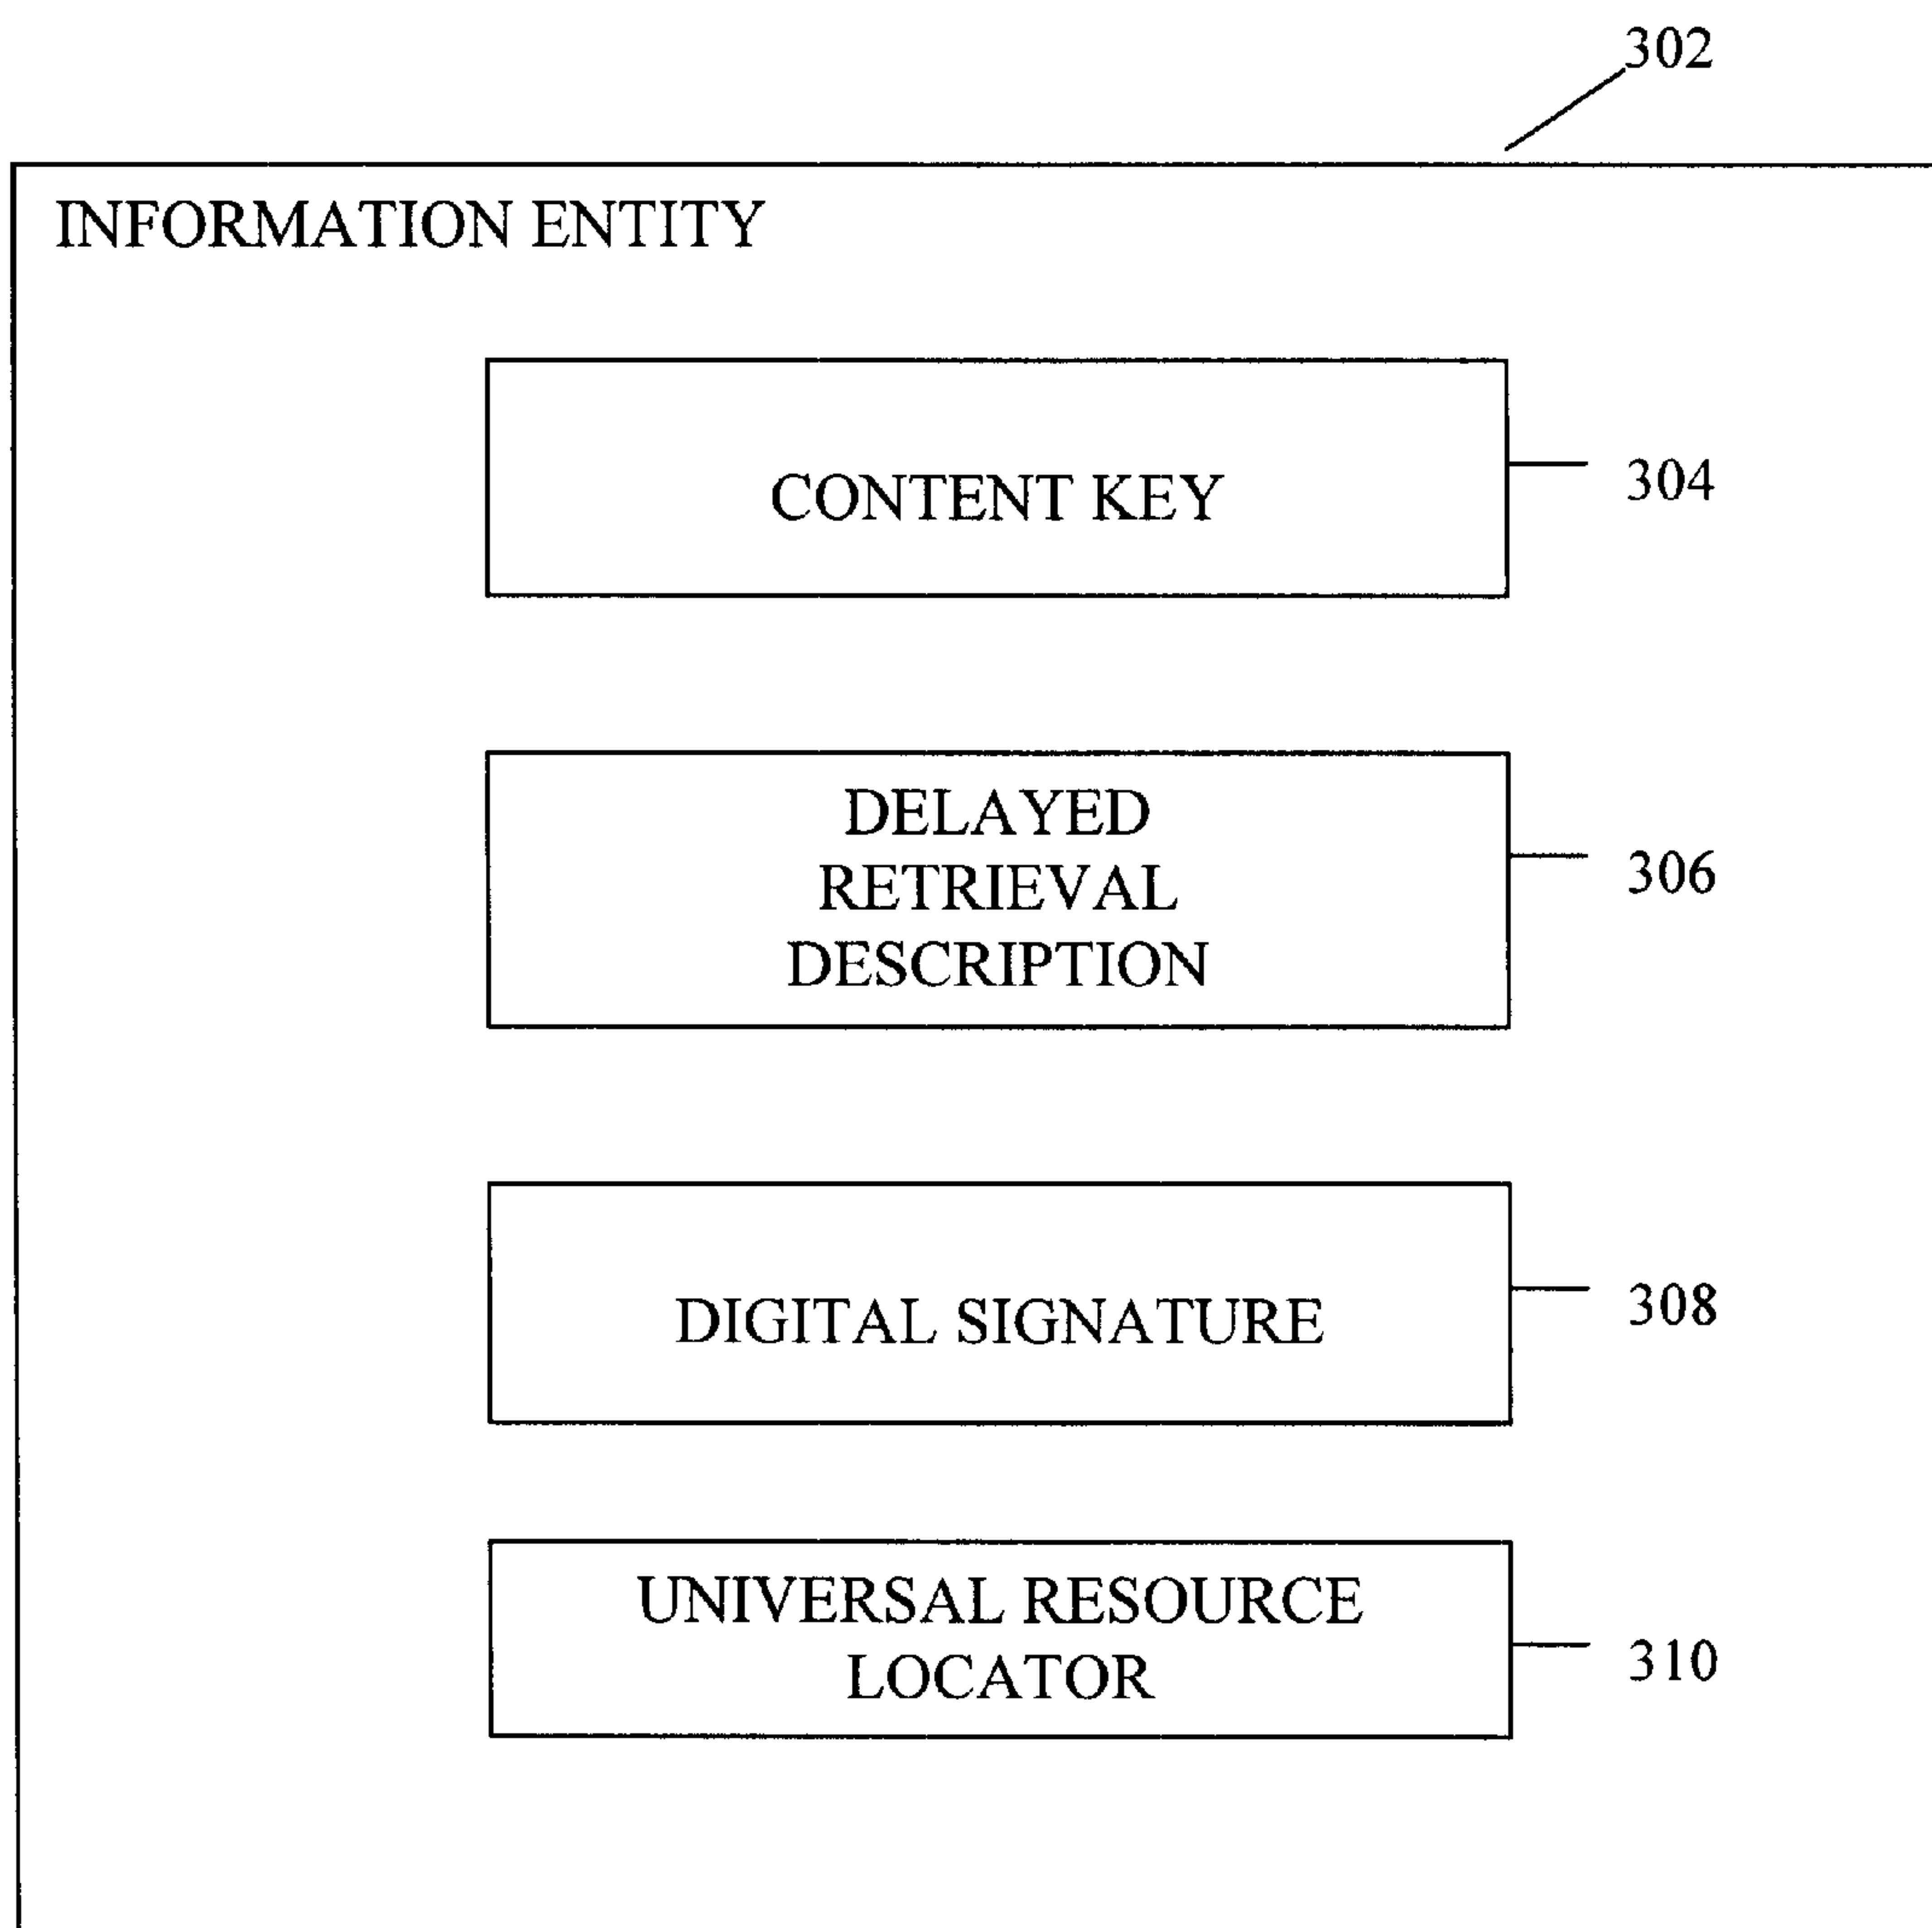 302
INFORMATION ENTITY
CONTENT KEY
304
DELAYED
RETRIEVAL
DESCRIPTION
306
DIGITAL SIGNATURE
308
UNIVERSAL RESOURCE
LOCATOR
310